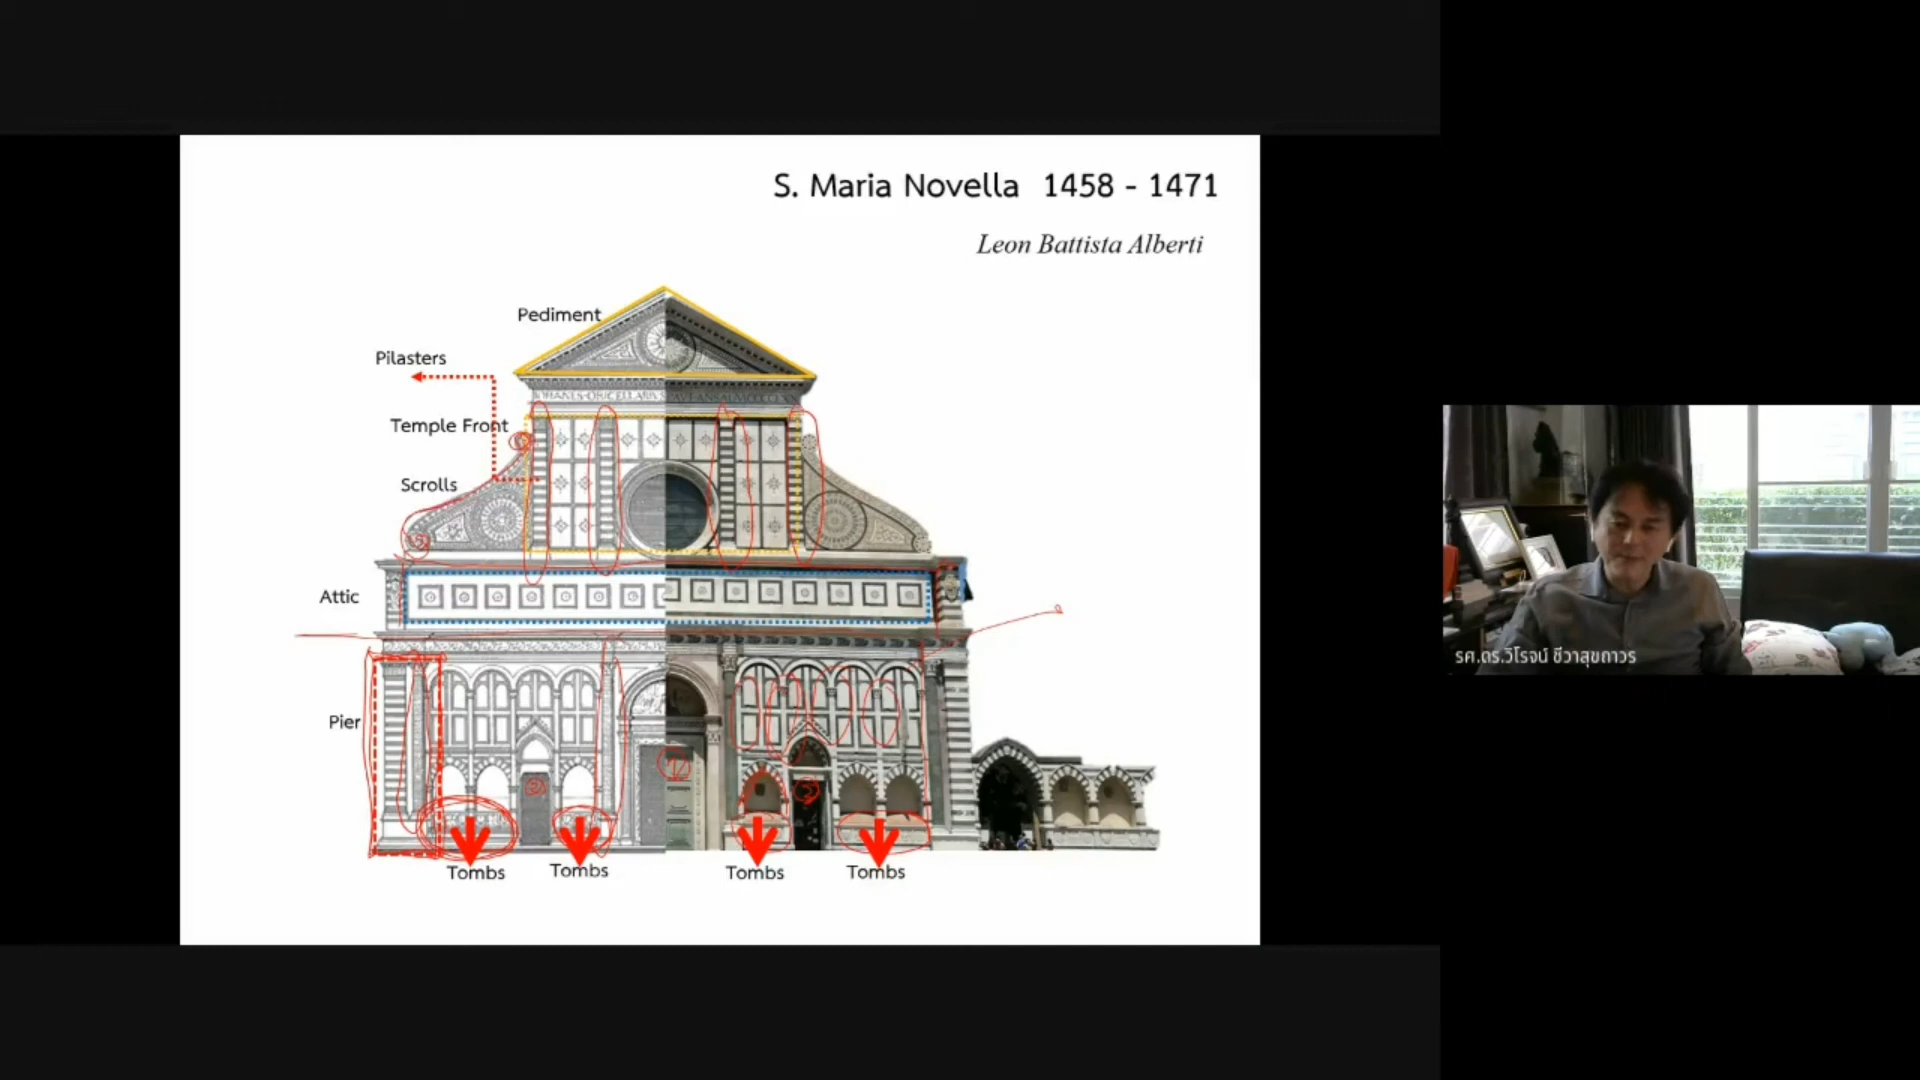 S. Maria Novella 1458 - 1471
Leon Battista Alberti
Pediment
Pilasters
Temple Front
Scrolls
Attic
Pier
Tombs
Tombs
Tombs
Tombs
รศ.ดร.วิโรจน์ ชีวาสุขถาวร